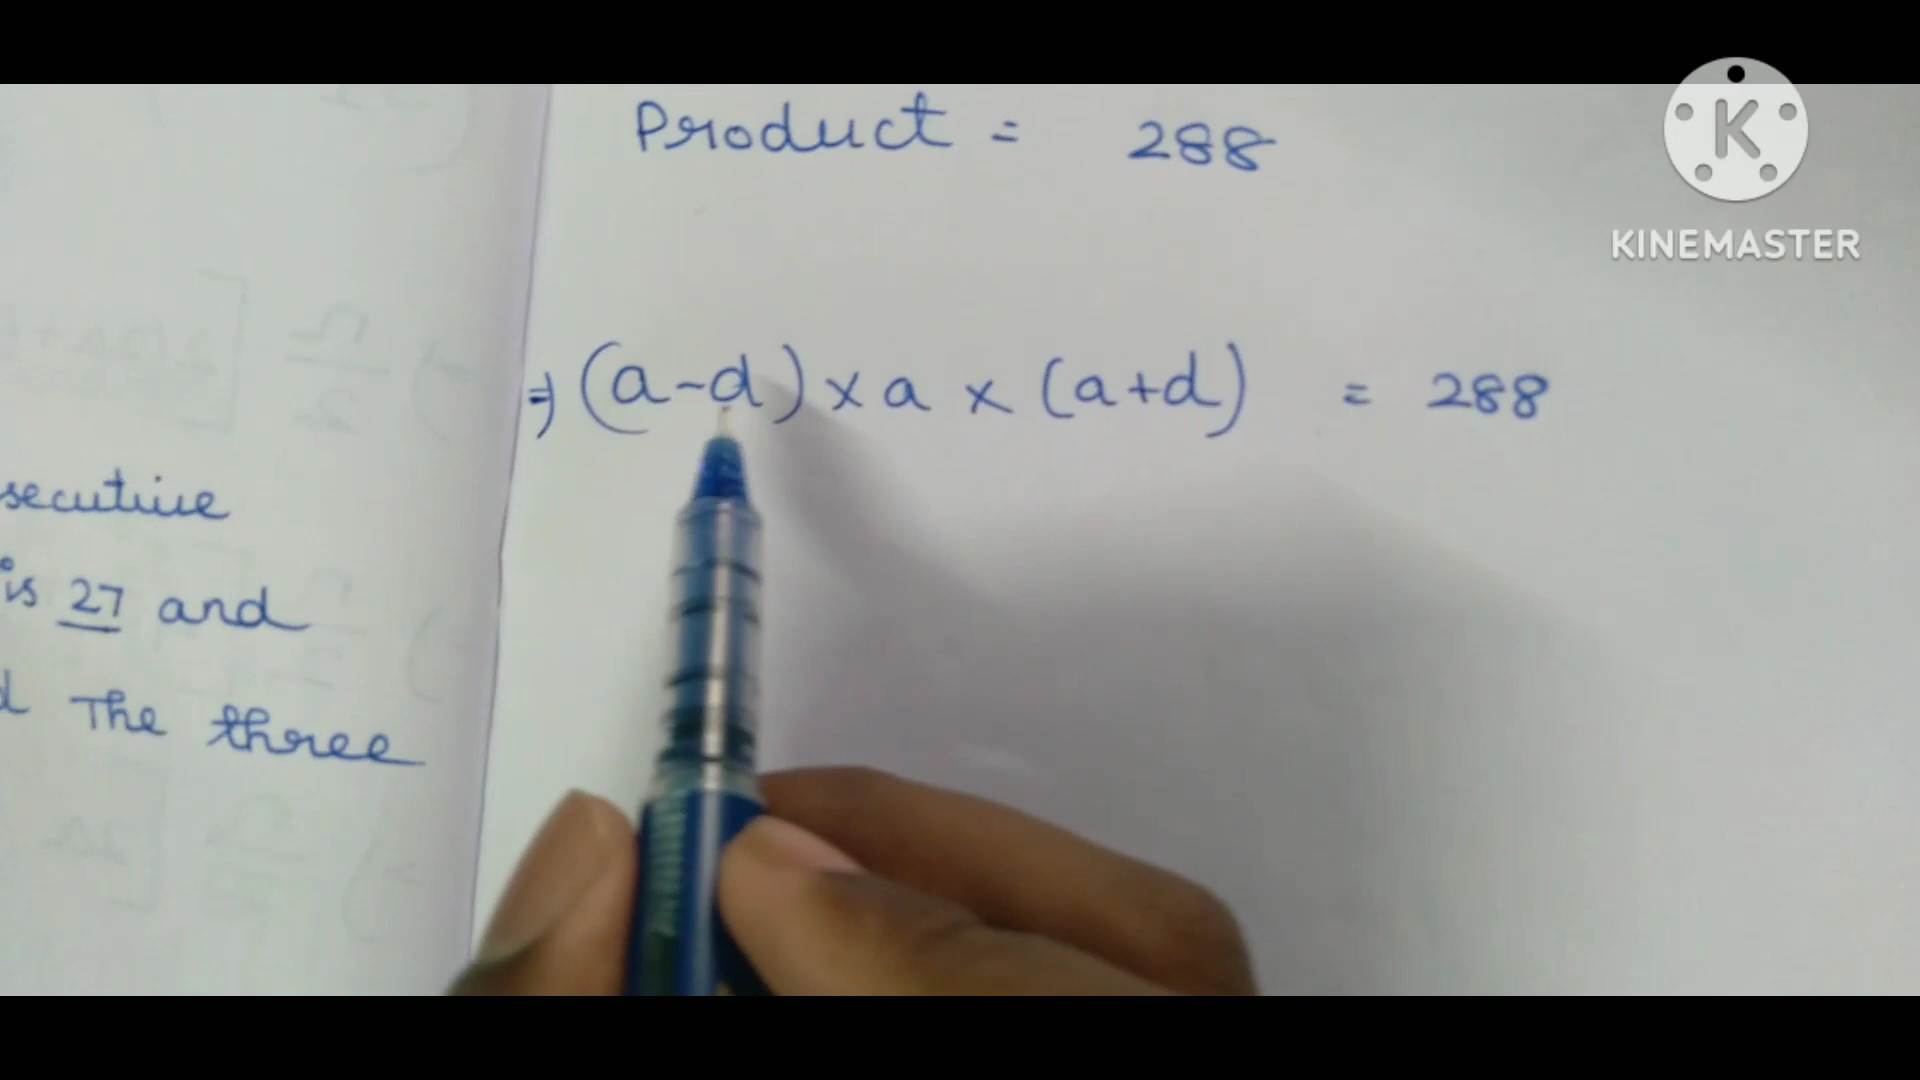 Product = 288
⇒ (a-d) × a × (a+d) = 288
secutive
is 27 and
d The three
K
KINEMASTER